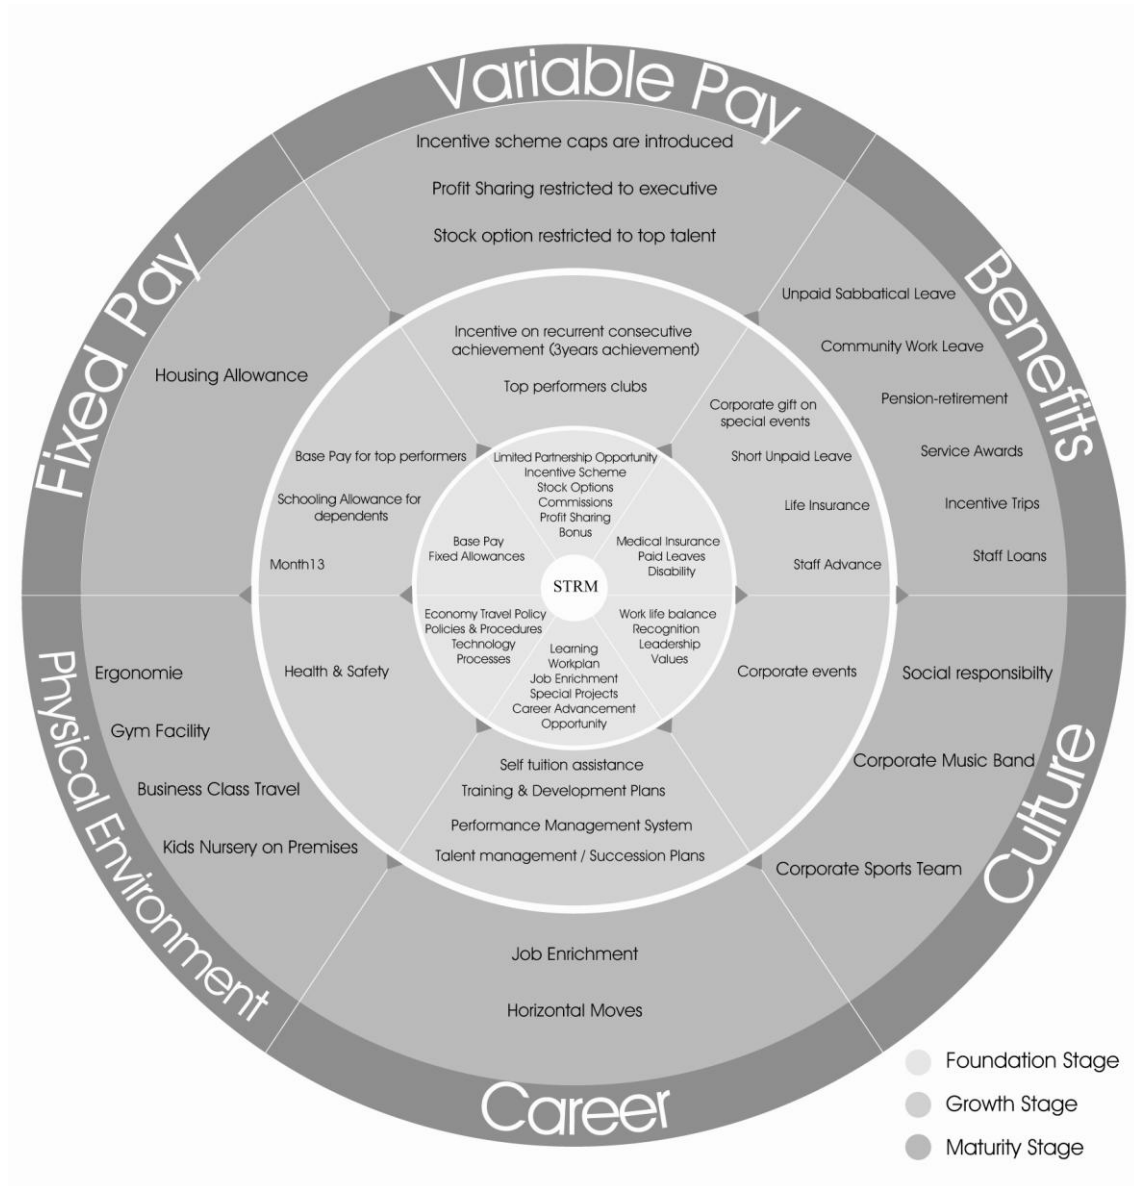 Variable Pay
Incentive scheme caps are introduced
Profit Sharing restricted to executive
Stock option restricted to top talent
Incentive on recurrent consecutive
achievement (3years achievement)
Top performers clubs
Limited Partnership Opportunity
Incentive Scheme
Stock Options
Commissions
Profit Sharing
Bonus
Fixed Pay
Housing Allowance
Base Pay for top performers
Schooling Allowance for
dependents
Month13
Base Pay
Fixed Allowances
Benefits
Unpaid Sabbatical Leave
Community Work Leave
Pension-retirement
Service Awards
Incentive Trips
Staff Loans
Corporate gift on
special events
Short Unpaid Leave
Life Insurance
Staff Advance
Medical Insurance
Paid Leaves
Disability
STRM
Physical Environment
Economy Travel Policy
Policies & Procedures
Technology
Processes
Health & Safety
Ergonomie
Gym Facility
Business Class Travel
Kids Nursery on Premises
Career
Learning
Workplan
Job Enrichment
Special Projects
Career Advancement
Opportunity
Self tuition assistance
Training & Development Plans
Performance Management System
Talent management / Succession Plans
Job Enrichment
Horizontal Moves
Culture
Work life balance
Recognition
Leadership
Values
Corporate events
Social responsibilty
Corporate Music Band
Corporate Sports Team
Foundation Stage
Growth Stage
Maturity Stage